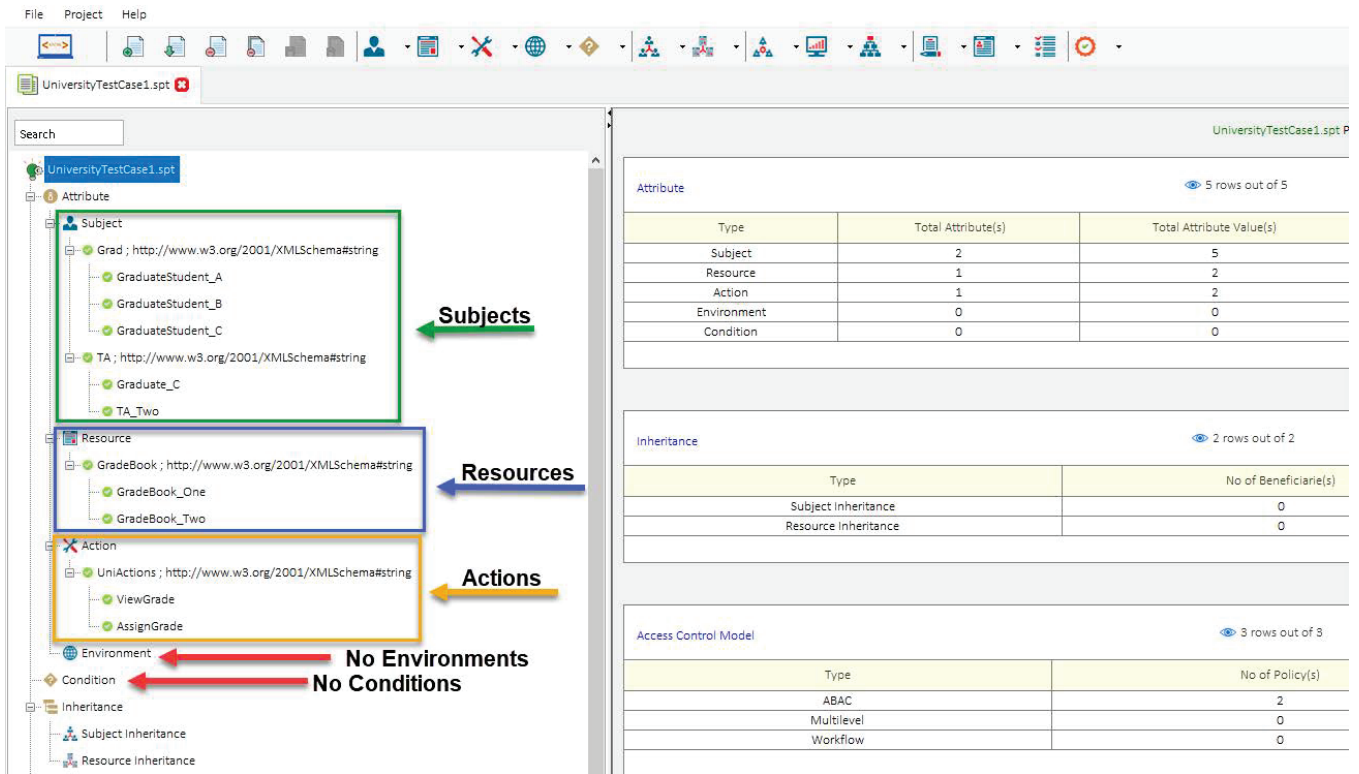 File Project Help
UniversityTestCase1.spt
Search
UniversityTestCase1.spt
Attribute
Subject
Grad ; http://www.w3.org/2001/XMLSchema#string
GraduateStudent_A
GraduateStudent_B
GraduateStudent_C
TA ; http://www.w3.org/2001/XMLSchema#string
Graduate_C
TA_Two
Subjects
Resource
GradeBook ; http://www.w3.org/2001/XMLSchema#string
GradeBook_One
GradeBook_Two
Resources
Action
UniActions ; http://www.w3.org/2001/XMLSchema#string
ViewGrade
AssignGrade
Actions
Environment
No Environments
Condition
No Conditions
Inheritance
Subject Inheritance
Resource Inheritance
UniversityTestCase1.spt P
Attribute 5 rows out of 5
Type Total Attribute(s) Total Attribute Value(s)
Subject 2 5
Resource 1 2
Action 1 2
Environment 0 0
Condition 0 0
Inheritance 2 rows out of 2
Type No of Beneficiarie(s)
Subject Inheritance 0
Resource Inheritance 0
Access Control Model 3 rows out of 3
Type No of Policy(s)
ABAC 2
Multilevel 0
Workflow 0